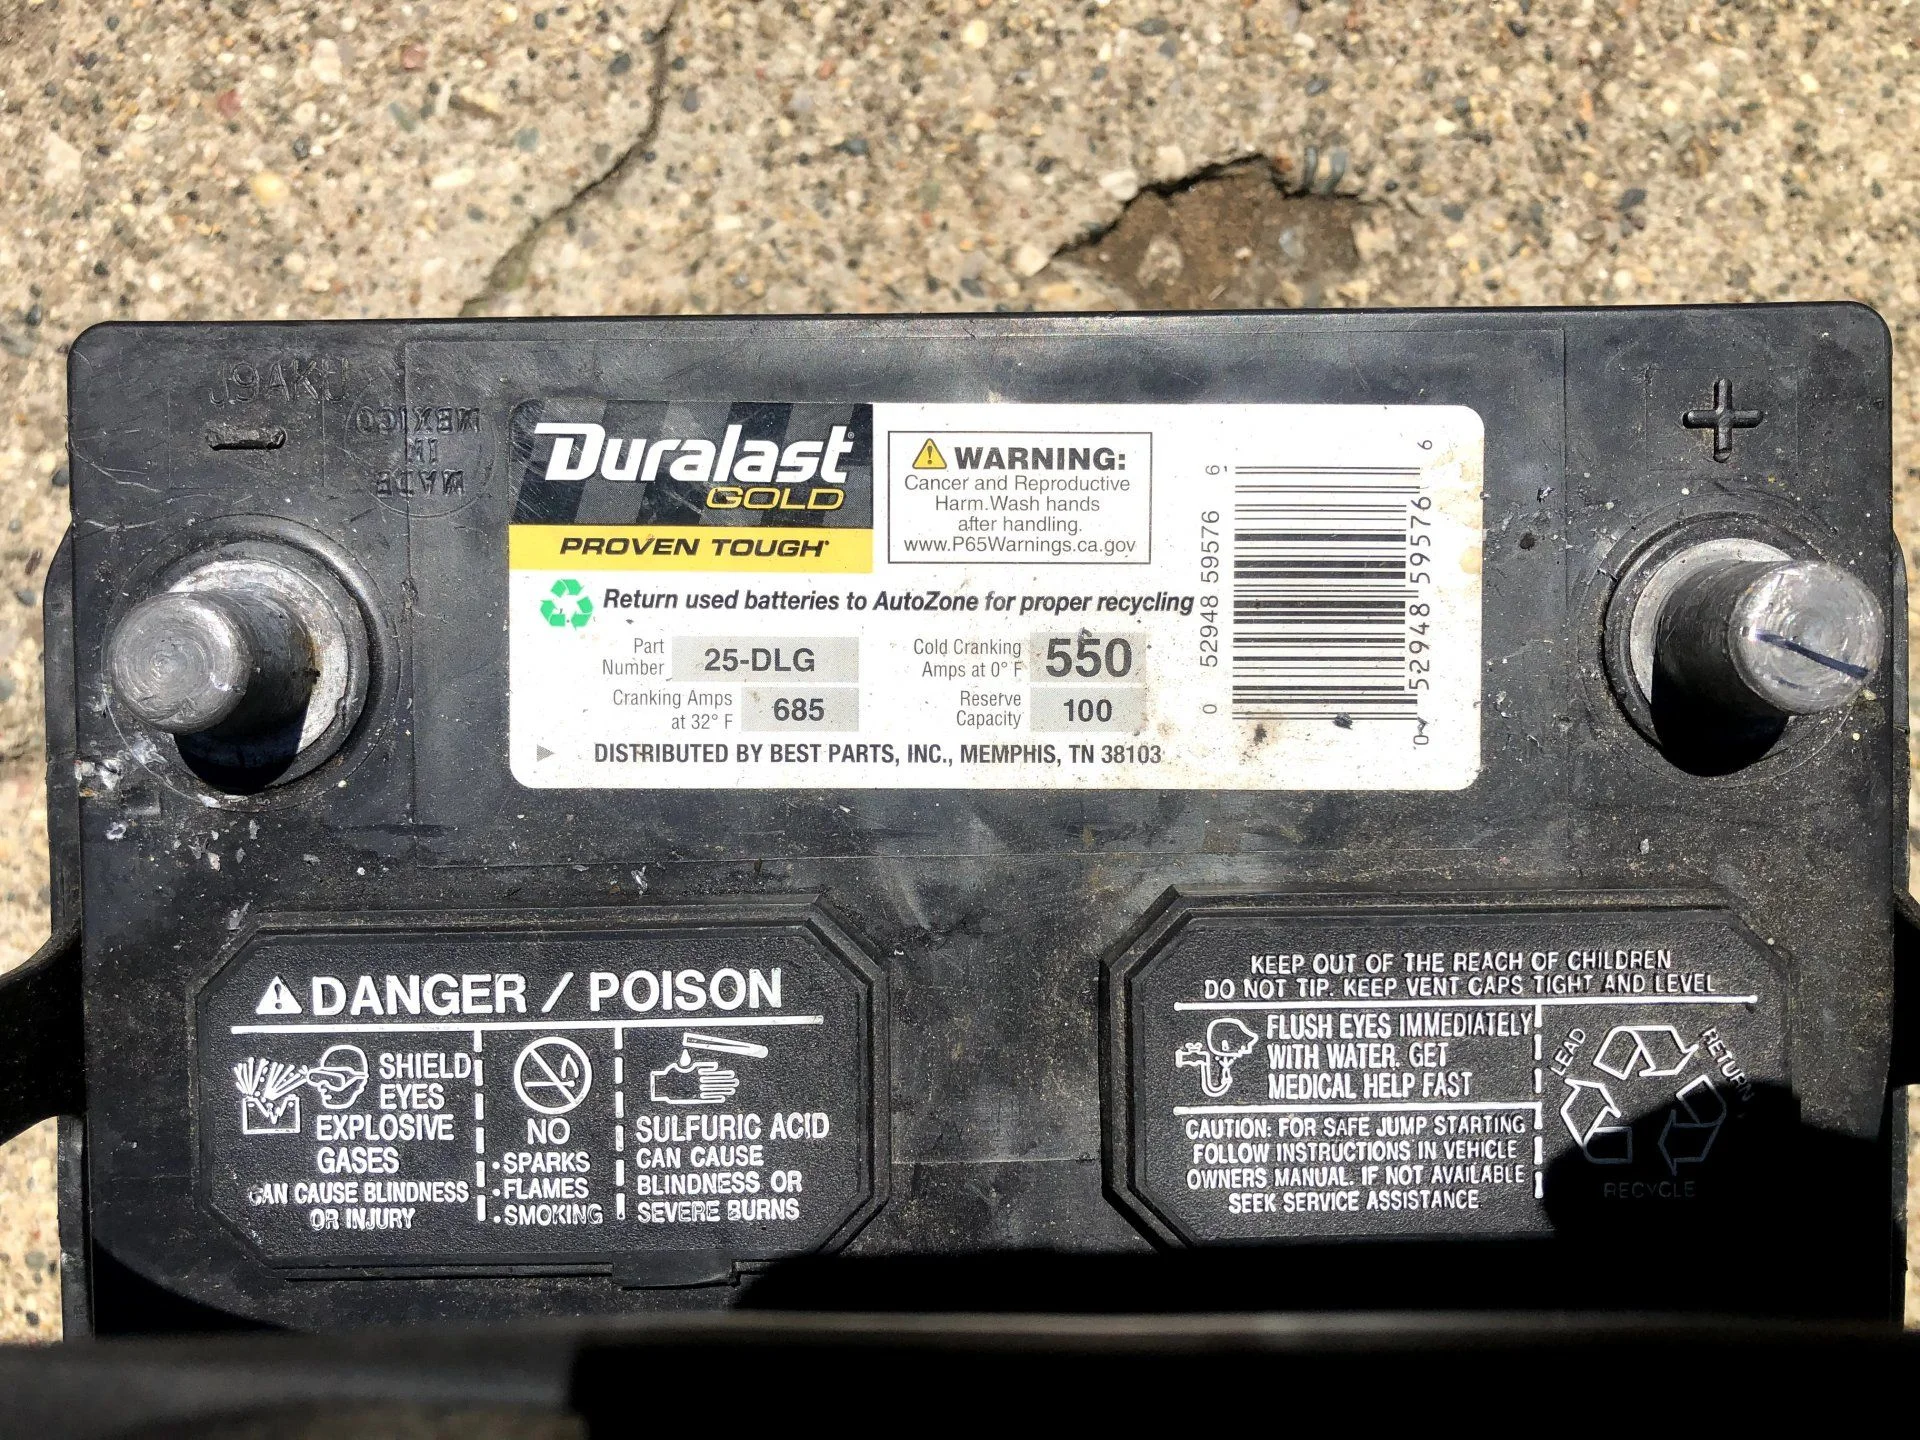 J9AKU
MEXICO
IN
MADE
−
+
Duralast
GOLD
PROVEN TOUGH
WARNING:
Cancer and Reproductive
Harm. Wash hands
after handling.
www.P65Warnings.ca.gov
Return used batteries to AutoZone for proper recycling
Part Number 25-DLG
Cold Cranking Amps at 0° F 550
Cranking Amps at 32° F 685
Reserve Capacity 100
DISTRIBUTED BY BEST PARTS, INC., MEMPHIS, TN 38103
0 52948 59576 6
0 52948 59576 6
DANGER / POISON
SHIELD
EYES
EXPLOSIVE
GASES
CAN CAUSE BLINDNESS
OR INJURY
NO
•SPARKS
•FLAMES
•SMOKING
SULFURIC ACID
CAN CAUSE
BLINDNESS OR
SEVERE BURNS
KEEP OUT OF THE REACH OF CHILDREN
DO NOT TIP. KEEP VENT CAPS TIGHT AND LEVEL
FLUSH EYES IMMEDIATELY
WITH WATER. GET
MEDICAL HELP FAST
CAUTION: FOR SAFE JUMP STARTING
FOLLOW INSTRUCTIONS IN VEHICLE
OWNERS MANUAL. IF NOT AVAILABLE
SEEK SERVICE ASSISTANCE
LEAD
RETURN
RECYCLE